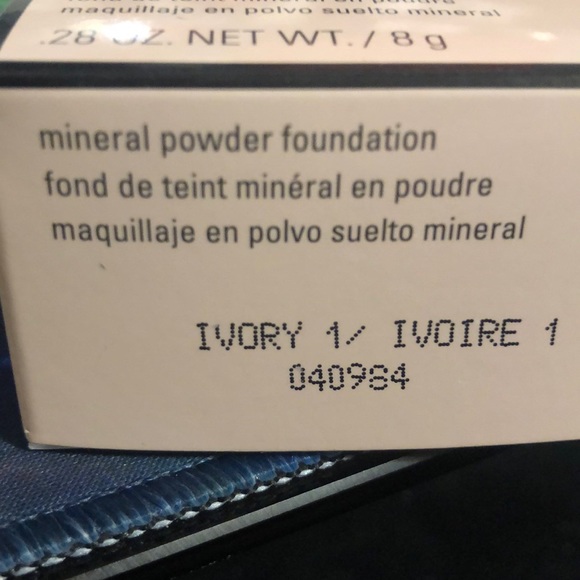 maquillaje en polvo suelto mineral
.28 OZ. NET WT. / 8 g
mineral powder foundation
fond de teint minéral en poudre
maquillaje en polvo suelto mineral
IVORY 1/ IVOIRE 1
040984